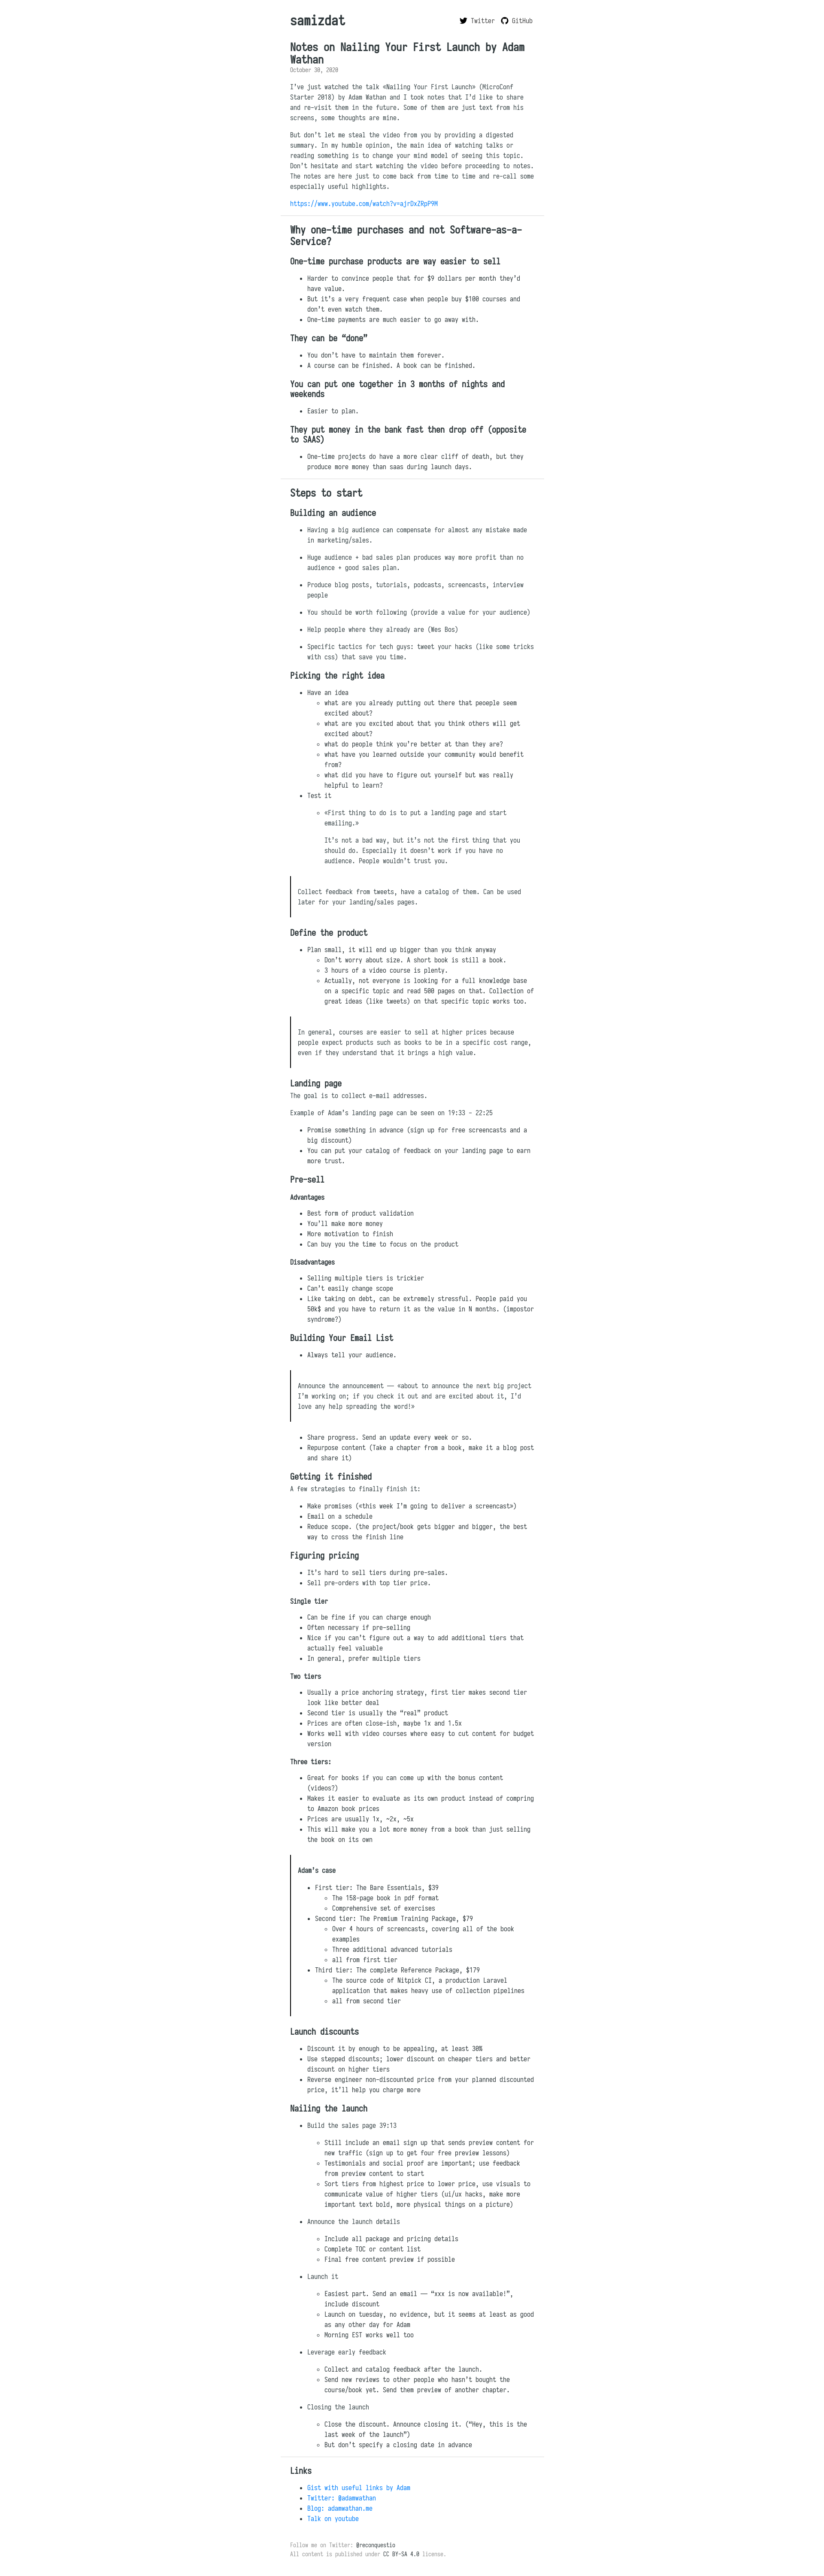 samizdat
Twitter GitHub
Notes on Nailing Your First Launch by Adam
Wathan
October 30, 2020
I've just watched the talk «Nailing Your First Launch» (MicroConf
Starter 2018) by Adam Wathan and I took notes that I'd like to share
and re-visit them in the future. Some of them are just text from his
screens, some thoughts are mine.
But don't let me steal the video from you by providing a digested
summary. In my humble opinion, the main idea of watching talks or
reading something is to change your mind model of seeing this topic.
Don't hesitate and start watching the video before proceeding to notes.
The notes are here just to come back from time to time and re-call some
especially useful highlights.
https://www.youtube.com/watch?v=ajrDxZRpP9M
Why one-time purchases and not Software-as-a-
Service?
One-time purchase products are way easier to sell
• Harder to convince people that for $9 dollars per month they'd
have value.
• But it's a very frequent case when people buy $100 courses and
don't even watch them.
• One-time payments are much easier to go away with.
They can be “done”
• You don't have to maintain them forever.
• A course can be finished. A book can be finished.
You can put one together in 3 months of nights and
weekends
• Easier to plan.
They put money in the bank fast then drop off (opposite
to SAAS)
• One-time projects do have a more clear cliff of death, but they
produce more money than saas during launch days.
Steps to start
Building an audience
• Having a big audience can compensate for almost any mistake made
in marketing/sales.
• Huge audience + bad sales plan produces way more profit than no
audience + good sales plan.
• Produce blog posts, tutorials, podcasts, screencasts, interview
people
• You should be worth following (provide a value for your audience)
• Help people where they already are (Wes Bos)
• Specific tactics for tech guys: tweet your hacks (like some tricks
with css) that save you time.
Picking the right idea
• Have an idea
◦ what are you already putting out there that peoeple seem
excited about?
◦ what are you excited about that you think others will get
excited about?
◦ what do people think you're better at than they are?
◦ what have you learned outside your community would benefit
from?
◦ what did you have to figure out yourself but was really
helpful to learn?
• Test it
◦ «First thing to do is to put a landing page and start
emailing.»
It's not a bad way, but it's not the first thing that you
should do. Especially it doesn't work if you have no
audience. People wouldn't trust you.
Collect feedback from tweets, have a catalog of them. Can be used
later for your landing/sales pages.
Define the product
• Plan small, it will end up bigger than you think anyway
◦ Don't worry about size. A short book is still a book.
◦ 3 hours of a video course is plenty.
◦ Actually, not everyone is looking for a full knowledge base
on a specific topic and read 500 pages on that. Collection of
great ideas (like tweets) on that specific topic works too.
In general, courses are easier to sell at higher prices because
people expect products such as books to be in a specific cost range,
even if they understand that it brings a high value.
Landing page
The goal is to collect e-mail addresses.
Example of Adam's landing page can be seen on 19:33 - 22:25
• Promise something in advance (sign up for free screencasts and a
big discount)
• You can put your catalog of feedback on your landing page to earn
more trust.
Pre-sell
Advantages
• Best form of product validation
• You'll make more money
• More motivation to finish
• Can buy you the time to focus on the product
Disadvantages
• Selling multiple tiers is trickier
• Can't easily change scope
• Like taking on debt, can be extremely stressful. People paid you
50k$ and you have to return it as the value in N months. (impostor
syndrome?)
Building Your Email List
• Always tell your audience.
Announce the announcement —— «about to announce the next big project
I'm working on; if you check it out and are excited about it, I'd
love any help spreading the word!»
• Share progress. Send an update every week or so.
• Repurpose content (Take a chapter from a book, make it a blog post
and share it)
Getting it finished
A few strategies to finally finish it:
• Make promises («this week I'm going to deliver a screencast»)
• Email on a schedule
• Reduce scope. (the project/book gets bigger and bigger, the best
way to cross the finish line
Figuring pricing
• It's hard to sell tiers during pre-sales.
• Sell pre-orders with top tier price.
Single tier
• Can be fine if you can charge enough
• Often necessary if pre-selling
• Nice if you can't figure out a way to add additional tiers that
actually feel valuable
• In general, prefer multiple tiers
Two tiers
• Usually a price anchoring strategy, first tier makes second tier
look like better deal
• Second tier is usually the “real” product
• Prices are often close-ish, maybe 1x and 1.5x
• Works well with video courses where easy to cut content for budget
version
Three tiers:
• Great for books if you can come up with the bonus content
(videos?)
• Makes it easier to evaluate as its own product instead of compring
to Amazon book prices
• Prices are usually 1x, ~2x, ~5x
• This will make you a lot more money from a book than just selling
the book on its own
Adam's case
• First tier: The Bare Essentials, $39
◦ The 158-page book in pdf format
◦ Comprehensive set of exercises
• Second tier: The Premium Training Package, $79
◦ Over 4 hours of screencasts, covering all of the book
examples
◦ Three additional advanced tutorials
◦ all from first tier
• Third tier: The complete Reference Package, $179
◦ The source code of Nitpick CI, a production Laravel
application that makes heavy use of collection pipelines
◦ all from second tier
Launch discounts
• Discount it by enough to be appealing, at least 30%
• Use stepped discounts; lower discount on cheaper tiers and better
discount on higher tiers
• Reverse engineer non-discounted price from your planned discounted
price, it'll help you charge more
Nailing the launch
• Build the sales page 39:13
◦ Still include an email sign up that sends preview content for
new traffic (sign up to get four free preview lessons)
◦ Testimonials and social proof are important; use feedback
from preview content to start
◦ Sort tiers from highest price to lower price, use visuals to
communicate value of higher tiers (ui/ux hacks, make more
important text bold, more physical things on a picture)
• Announce the launch details
◦ Include all package and pricing details
◦ Complete TOC or content list
◦ Final free content preview if possible
• Launch it
◦ Easiest part. Send an email —— “xxx is now available!”,
include discount
◦ Launch on tuesday, no evidence, but it seems at least as good
as any other day for Adam
◦ Morning EST works well too
• Leverage early feedback
◦ Collect and catalog feedback after the launch.
◦ Send new reviews to other people who hasn't bought the
course/book yet. Send them preview of another chapter.
• Closing the launch
◦ Close the discount. Announce closing it. (“Hey, this is the
last week of the launch”)
◦ But don't specify a closing date in advance
Links
• Gist with useful links by Adam
• Twitter: @adamwathan
• Blog: adamwathan.me
• Talk on youtube
Follow me on Twitter: @reconquestio
All content is published under CC BY-SA 4.0 license.